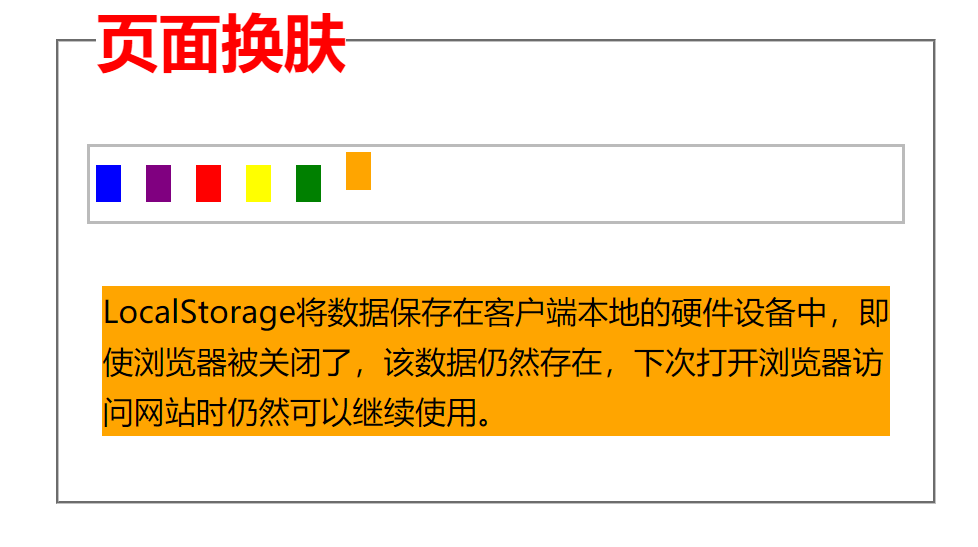 页面换肤
LocalStorage将数据保存在客户端本地的硬件设备中，即
使浏览器被关闭了，该数据仍然存在，下次打开浏览器访
问网站时仍然可以继续使用。